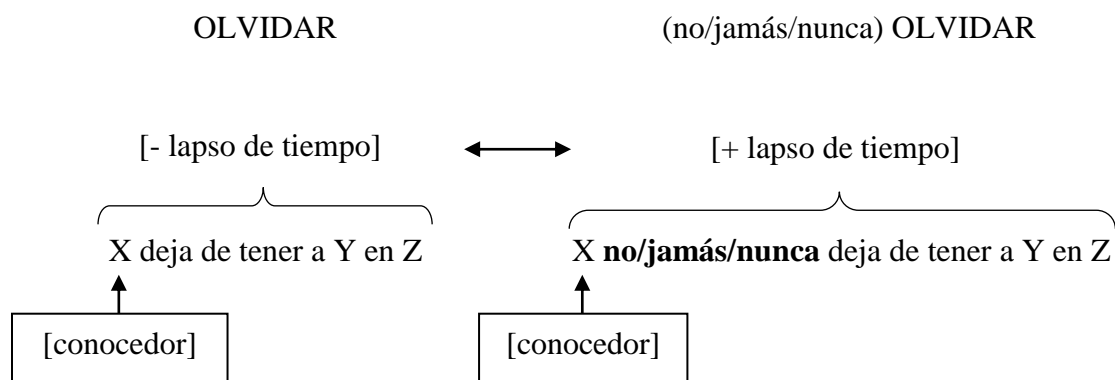 OLVIDAR (no/jamás/nunca) OLVIDAR
[- lapso de tiempo] [+ lapso de tiempo]
X deja de tener a Y en Z X no/jamás/nunca deja de tener a Y en Z
[conocedor] [conocedor]